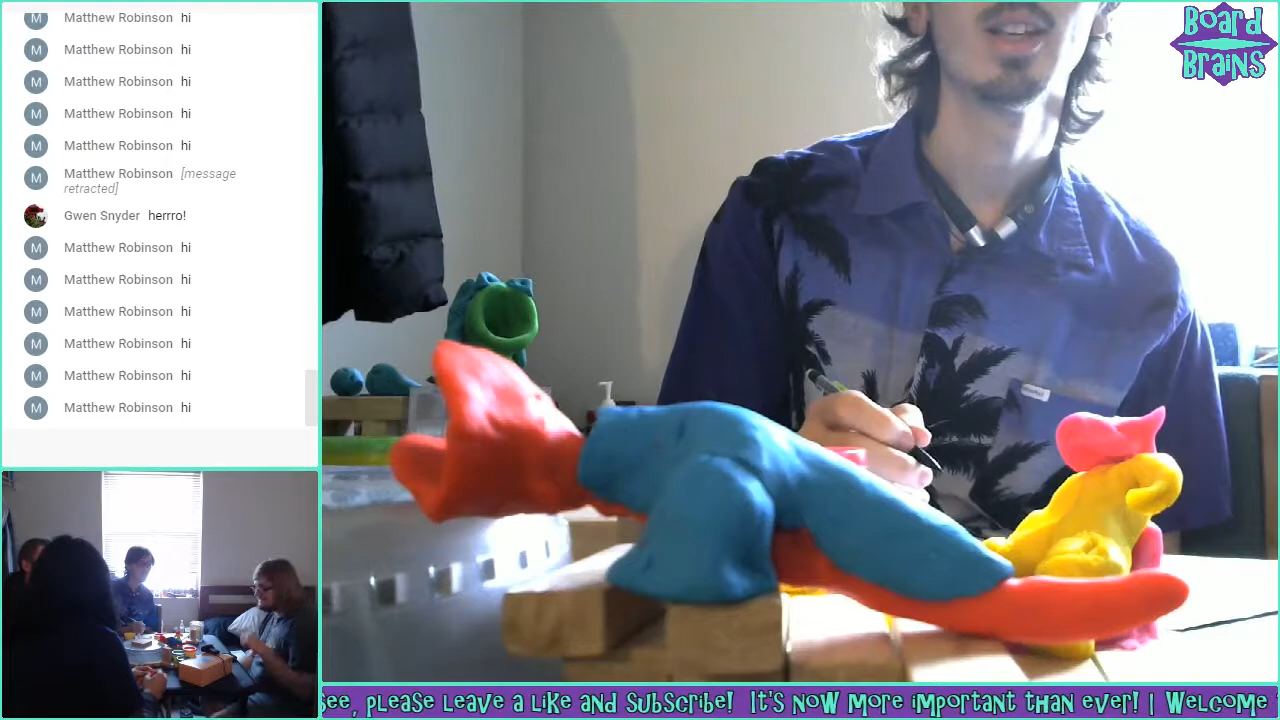 M Matthew Robinson hi
M Matthew Robinson hi
M Matthew Robinson hi
M Matthew Robinson hi
M Matthew Robinson hi
M Matthew Robinson [message
retracted]
Gwen Snyder herrro!
M Matthew Robinson hi
M Matthew Robinson hi
M Matthew Robinson hi
M Matthew Robinson hi
M Matthew Robinson hi
M Matthew Robinson hi
Board
Brains
see, please leave a like and subscribe! It's now more important than ever! | Welcome